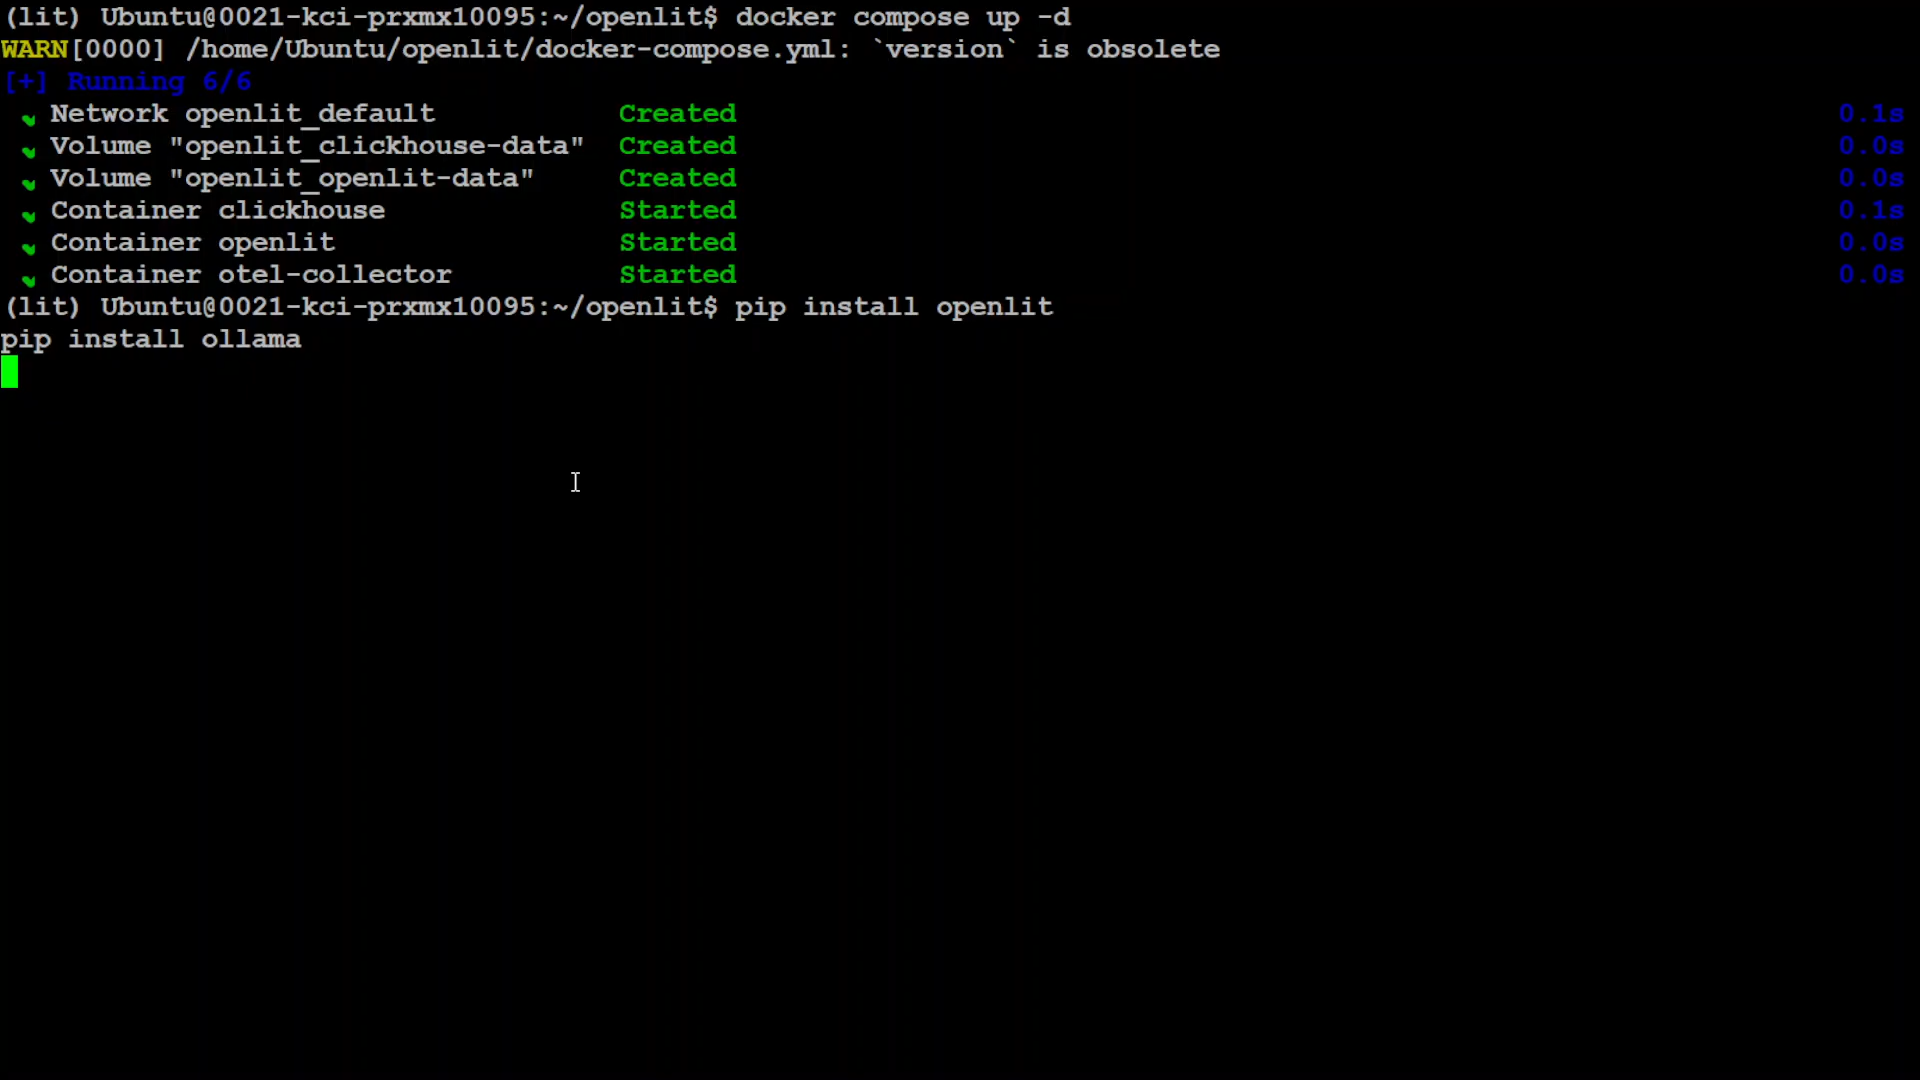 (lit) Ubuntu@0021-kci-prxmx10095:~/openlit$ docker compose up -d
WARN[0000] /home/Ubuntu/openlit/docker-compose.yml: `version` is obsolete
[+] Running 6/6
✔ Network openlit_default Created 0.1s
✔ Volume "openlit_clickhouse-data" Created 0.0s
✔ Volume "openlit_openlit-data" Created 0.0s
✔ Container clickhouse Started 0.1s
✔ Container openlit Started 0.0s
✔ Container otel-collector Started 0.0s
(lit) Ubuntu@0021-kci-prxmx10095:~/openlit$ pip install openlit
pip install ollama